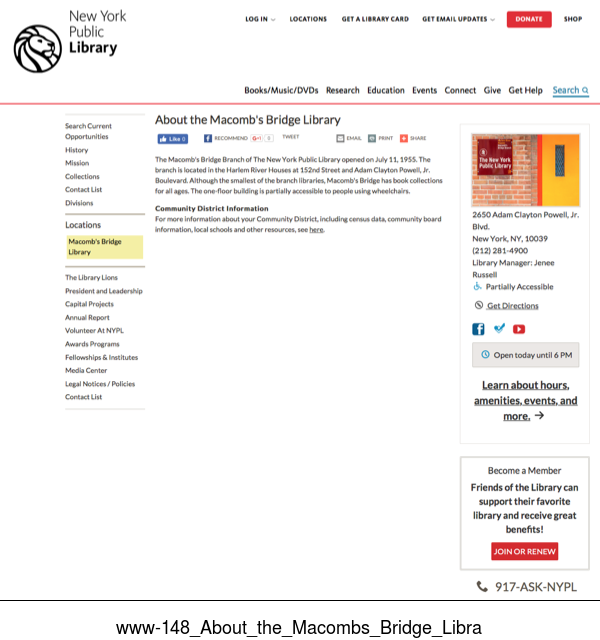 New York
Public
Library
LOG IN
LOCATIONS
GET A LIBRARY CARD
GET EMAIL UPDATES
DONATE
SHOP
Books/Music/DVDs Research Education Events Connect Give Get Help Search
Search Current
Opportunities
History
Mission
Collections
Contact List
Divisions
Locations
Macomb's Bridge
Library
The Library Lions
President and Leadership
Capital Projects
Annual Report
Volunteer At NYPL
Awards Programs
Fellowships & Institutes
Media Center
Legal Notices / Policies
Contact List
About the Macomb's Bridge Library
Like 0
RECOMMEND
G+1 0
TWEET
EMAIL
PRINT
SHARE
The Macomb's Bridge Branch of The New York Public Library opened on July 11, 1955. The
branch is located in the Harlem River Houses at 152nd Street and Adam Clayton Powell, Jr.
Boulevard. Although the smallest of the branch libraries, Macomb's Bridge has book collections
for all ages. The one-floor building is partially accessible to people using wheelchairs.
Community District Information
For more information about your Community District, including census data, community board
information, local schools and other resources, see here.
The New York
Public Library
2650 Adam Clayton Powell, Jr.
Blvd.
New York, NY, 10039
(212) 281-4900
Library Manager: Jenee
Russell
Partially Accessible
Get Directions
Open today until 6 PM
Learn about hours,
amenities, events, and
more. →
Become a Member
Friends of the Library can
support their favorite
library and receive great
benefits!
JOIN OR RENEW
917-ASK-NYPL
www-148_About_the_Macombs_Bridge_Libra